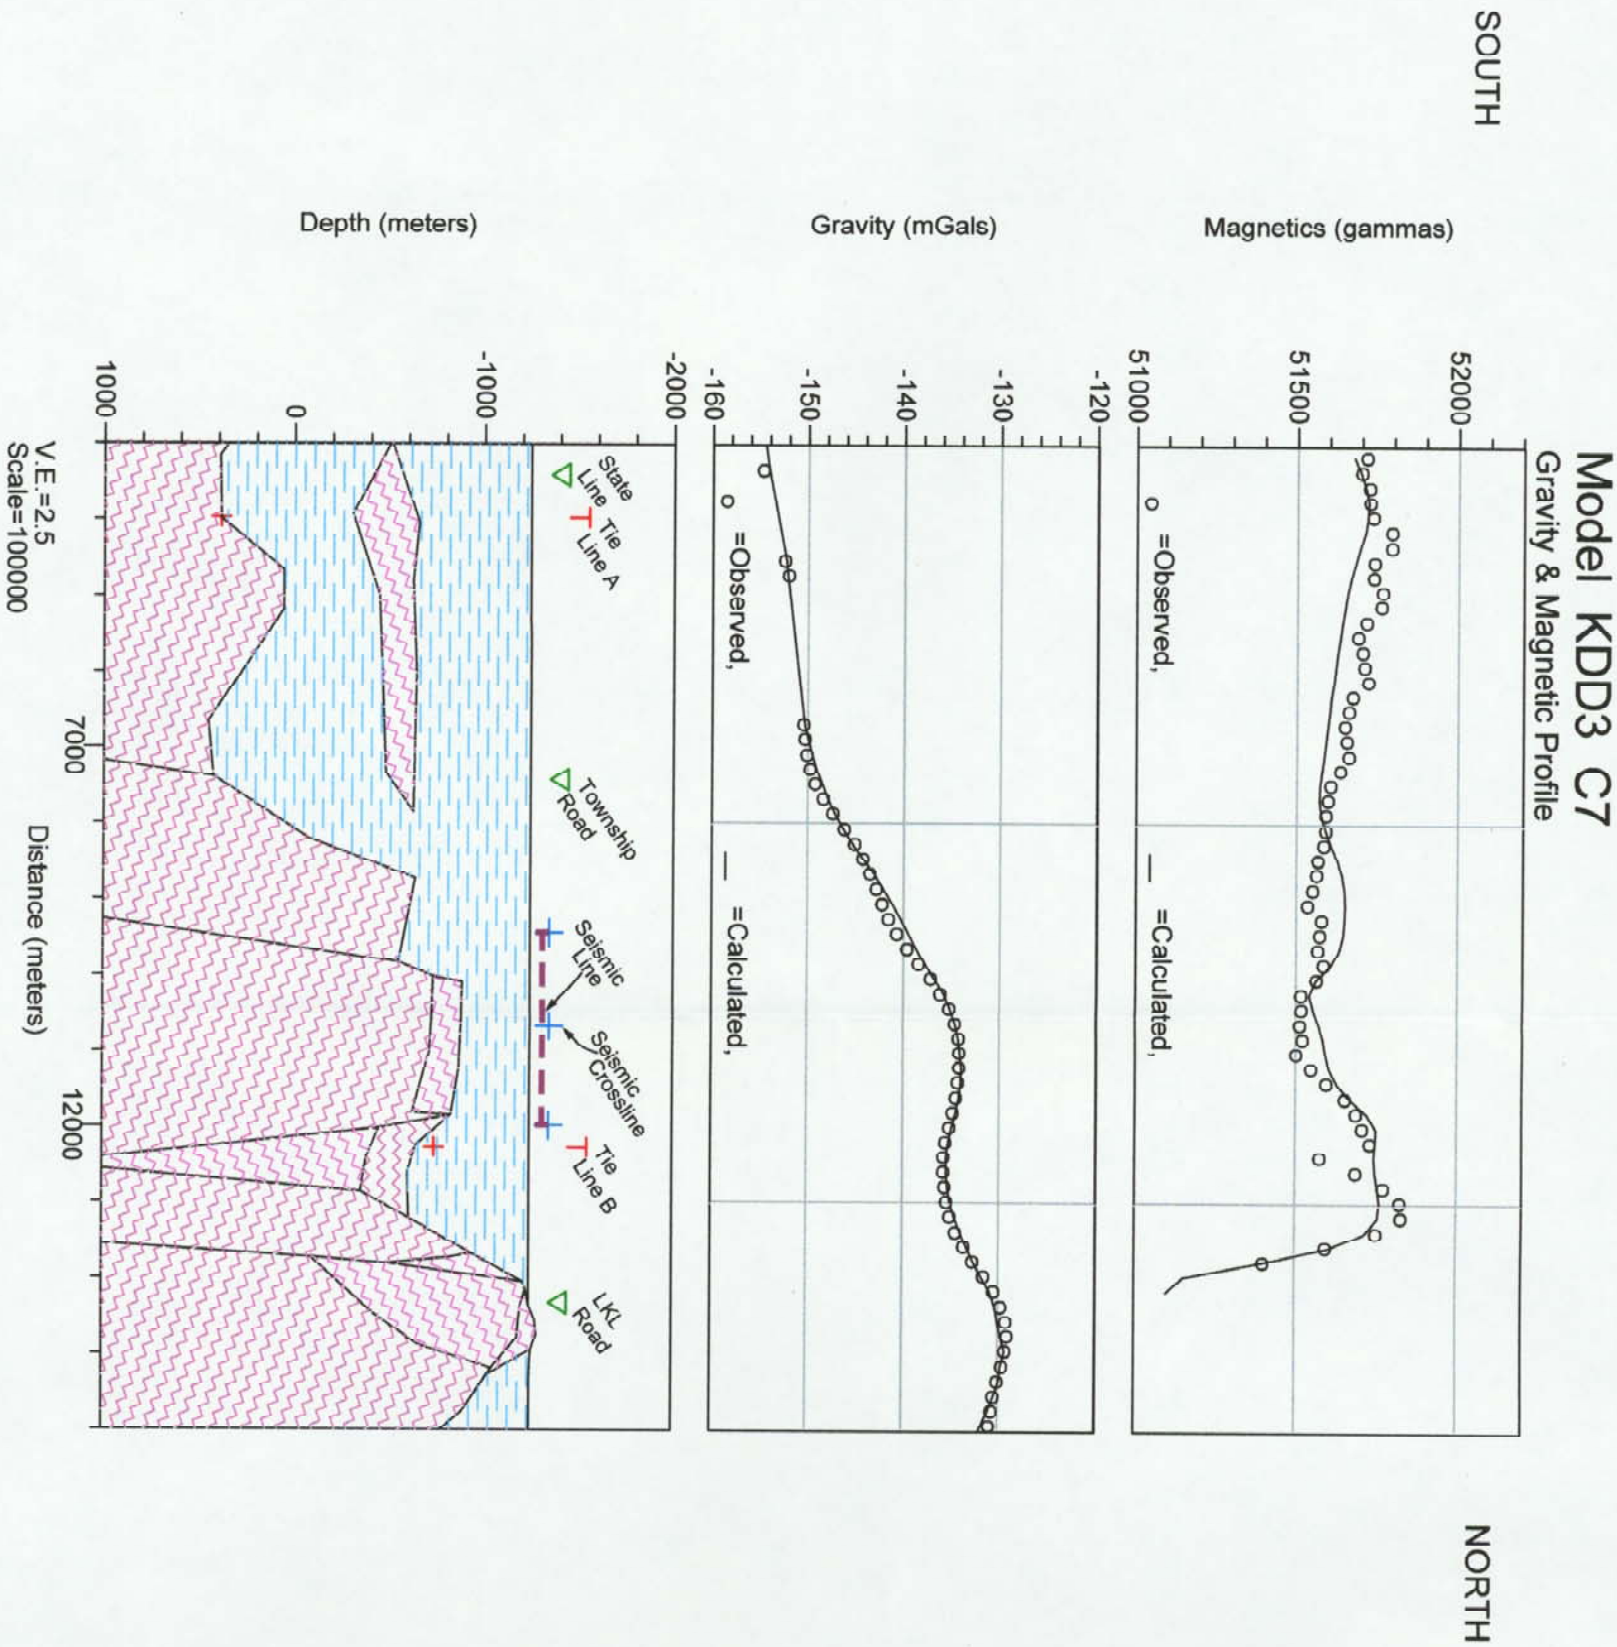 SOUTH
NORTH
Model KDD3 C7
Gravity & Magnetic Profile
Magnetics (gammas)
52000
51500
51000
=Observed,
=Calculated,
Gravity (mGals)
-120
-130
-140
-150
-160
=Observed,
=Calculated,
Depth (meters)
-2000
-1000
0
1000
State
Line
Tie
Line A
Township
Road
Seismic
Line
Seismic
Crossline
Tie
Line B
LKL
Road
7000
12000
Distance (meters)
V.E.=2.5
Scale=100000